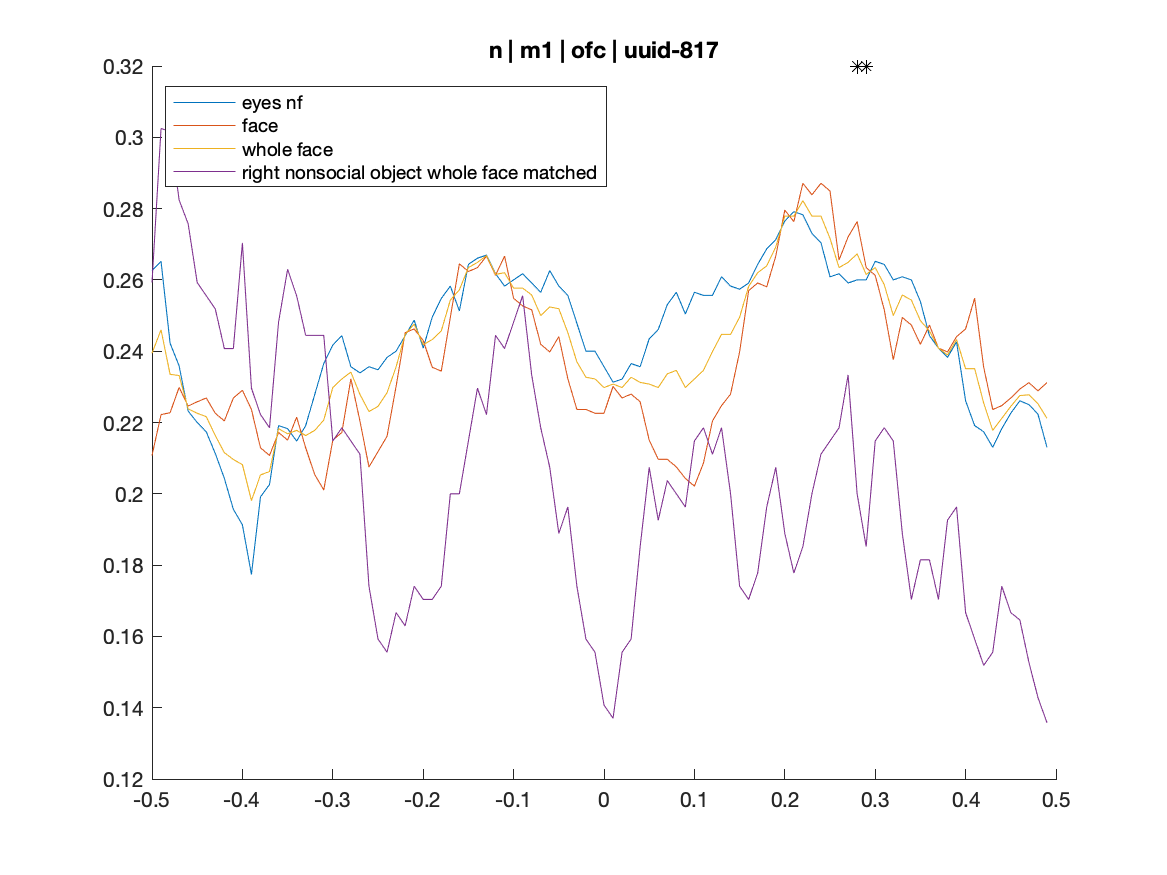 n | m1 | ofc | uuid-817
**
0.32
0.3
0.28
0.26
0.24
0.22
0.2
0.18
0.16
0.14
0.12
eyes nf
face
whole face
right nonsocial object whole face matched
-0.5 -0.4 -0.3 -0.2 -0.1 0 0.1 0.2 0.3 0.4 0.5